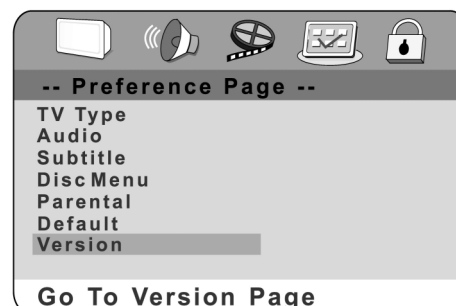 -- Preference Page --
TV Type
Audio
Subtitle
Disc Menu
Parental
Default
Version
Go To Version Page